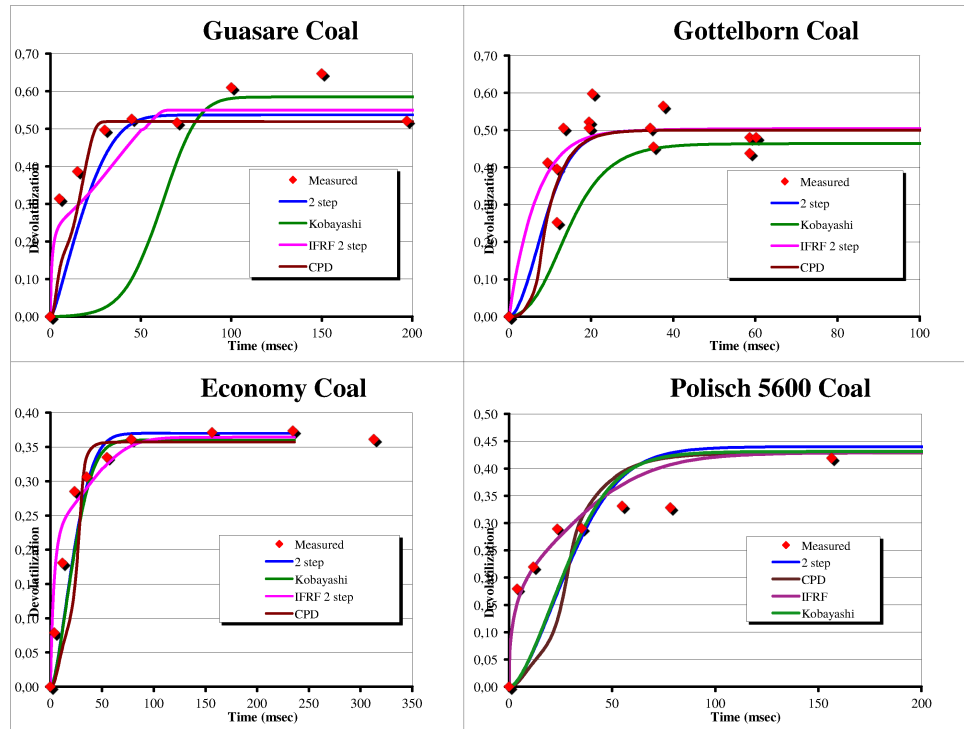 Guasare Coal
0,70
0,60
0,50
0,40
0,30
0,20
0,10
0,00
Devolatilization
Measured
2 step
Kobayashi
IFRF 2 step
CPD
0
50
100
150
200
Time (msec)
Gottelborn Coal
0,70
0,60
0,50
0,40
0,30
0,20
0,10
0,00
Devolatilization
Measured
2 step
Kobayashi
IFRF 2 step
CPD
0
20
40
60
80
100
Time (msec)
Economy Coal
0,40
0,35
0,30
0,25
0,20
0,15
0,10
0,05
0,00
Devolatilization
Measured
2 step
Kobayashi
IFRF 2 step
CPD
0
50
100
150
200
250
300
350
Time (msec)
Polisch 5600 Coal
0,50
0,45
0,40
0,35
0,30
0,25
0,20
0,15
0,10
0,05
0,00
Devolatilization
Measured
2 step
CPD
IFRF
Kobayashi
0
50
100
150
200
Time (msec)